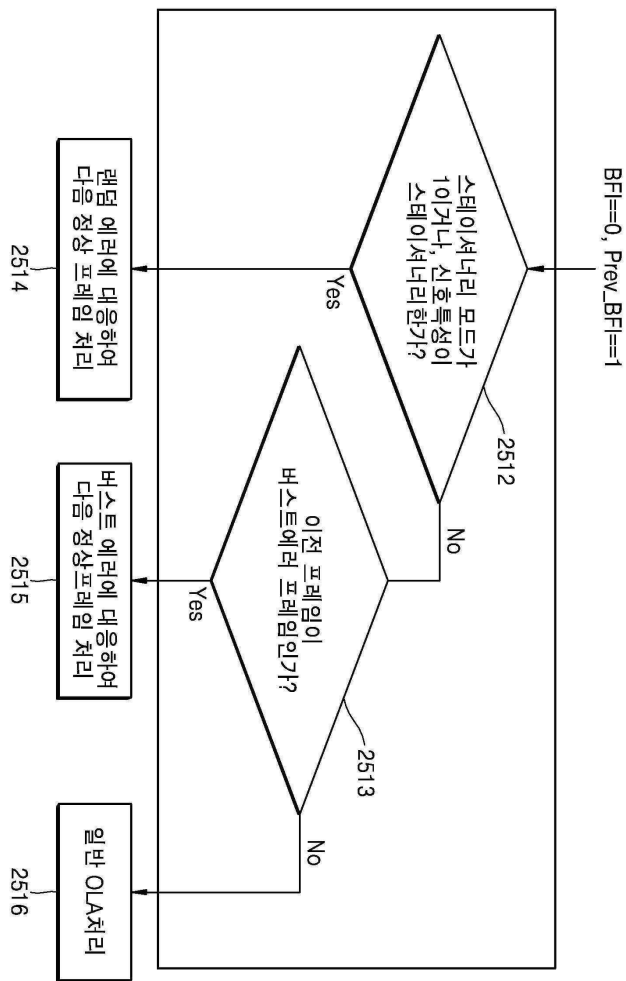 BFI==0, Prev_BFI==1
스테이셔너리 모드가
1이거나, 신호특성이
스테이셔너리한가?
2512
No
Yes
이전 프레임이
버스트에러 프레임인가?
2513
No
Yes
랜덤 에러에 대응하여
다음 정상 프레임 처리
2514
버스트 에러에 대응하여
다음 정상프레임 처리
2515
일반 OLA처리
2516